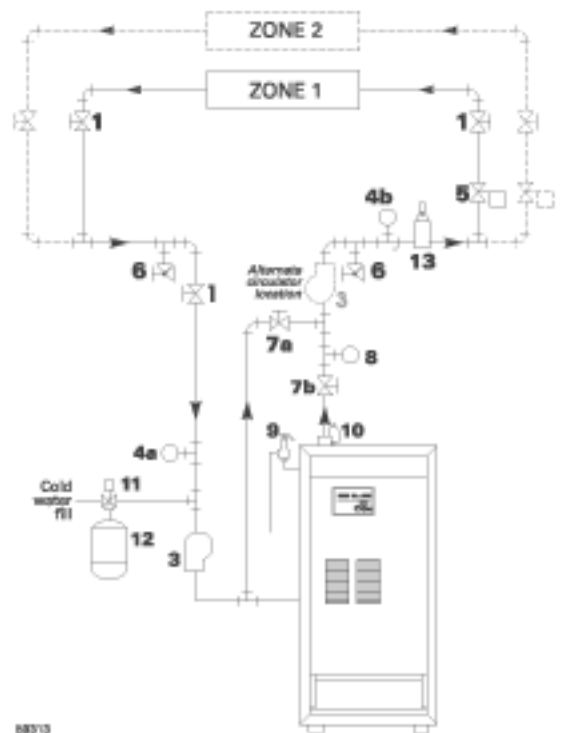 ZONE 2
ZONE 1
1
1
4b
5
6
1
Alternate
circulator
location
3
6
13
7a
8
7b
9
10
4a
Cold
water
fill
11
12
3